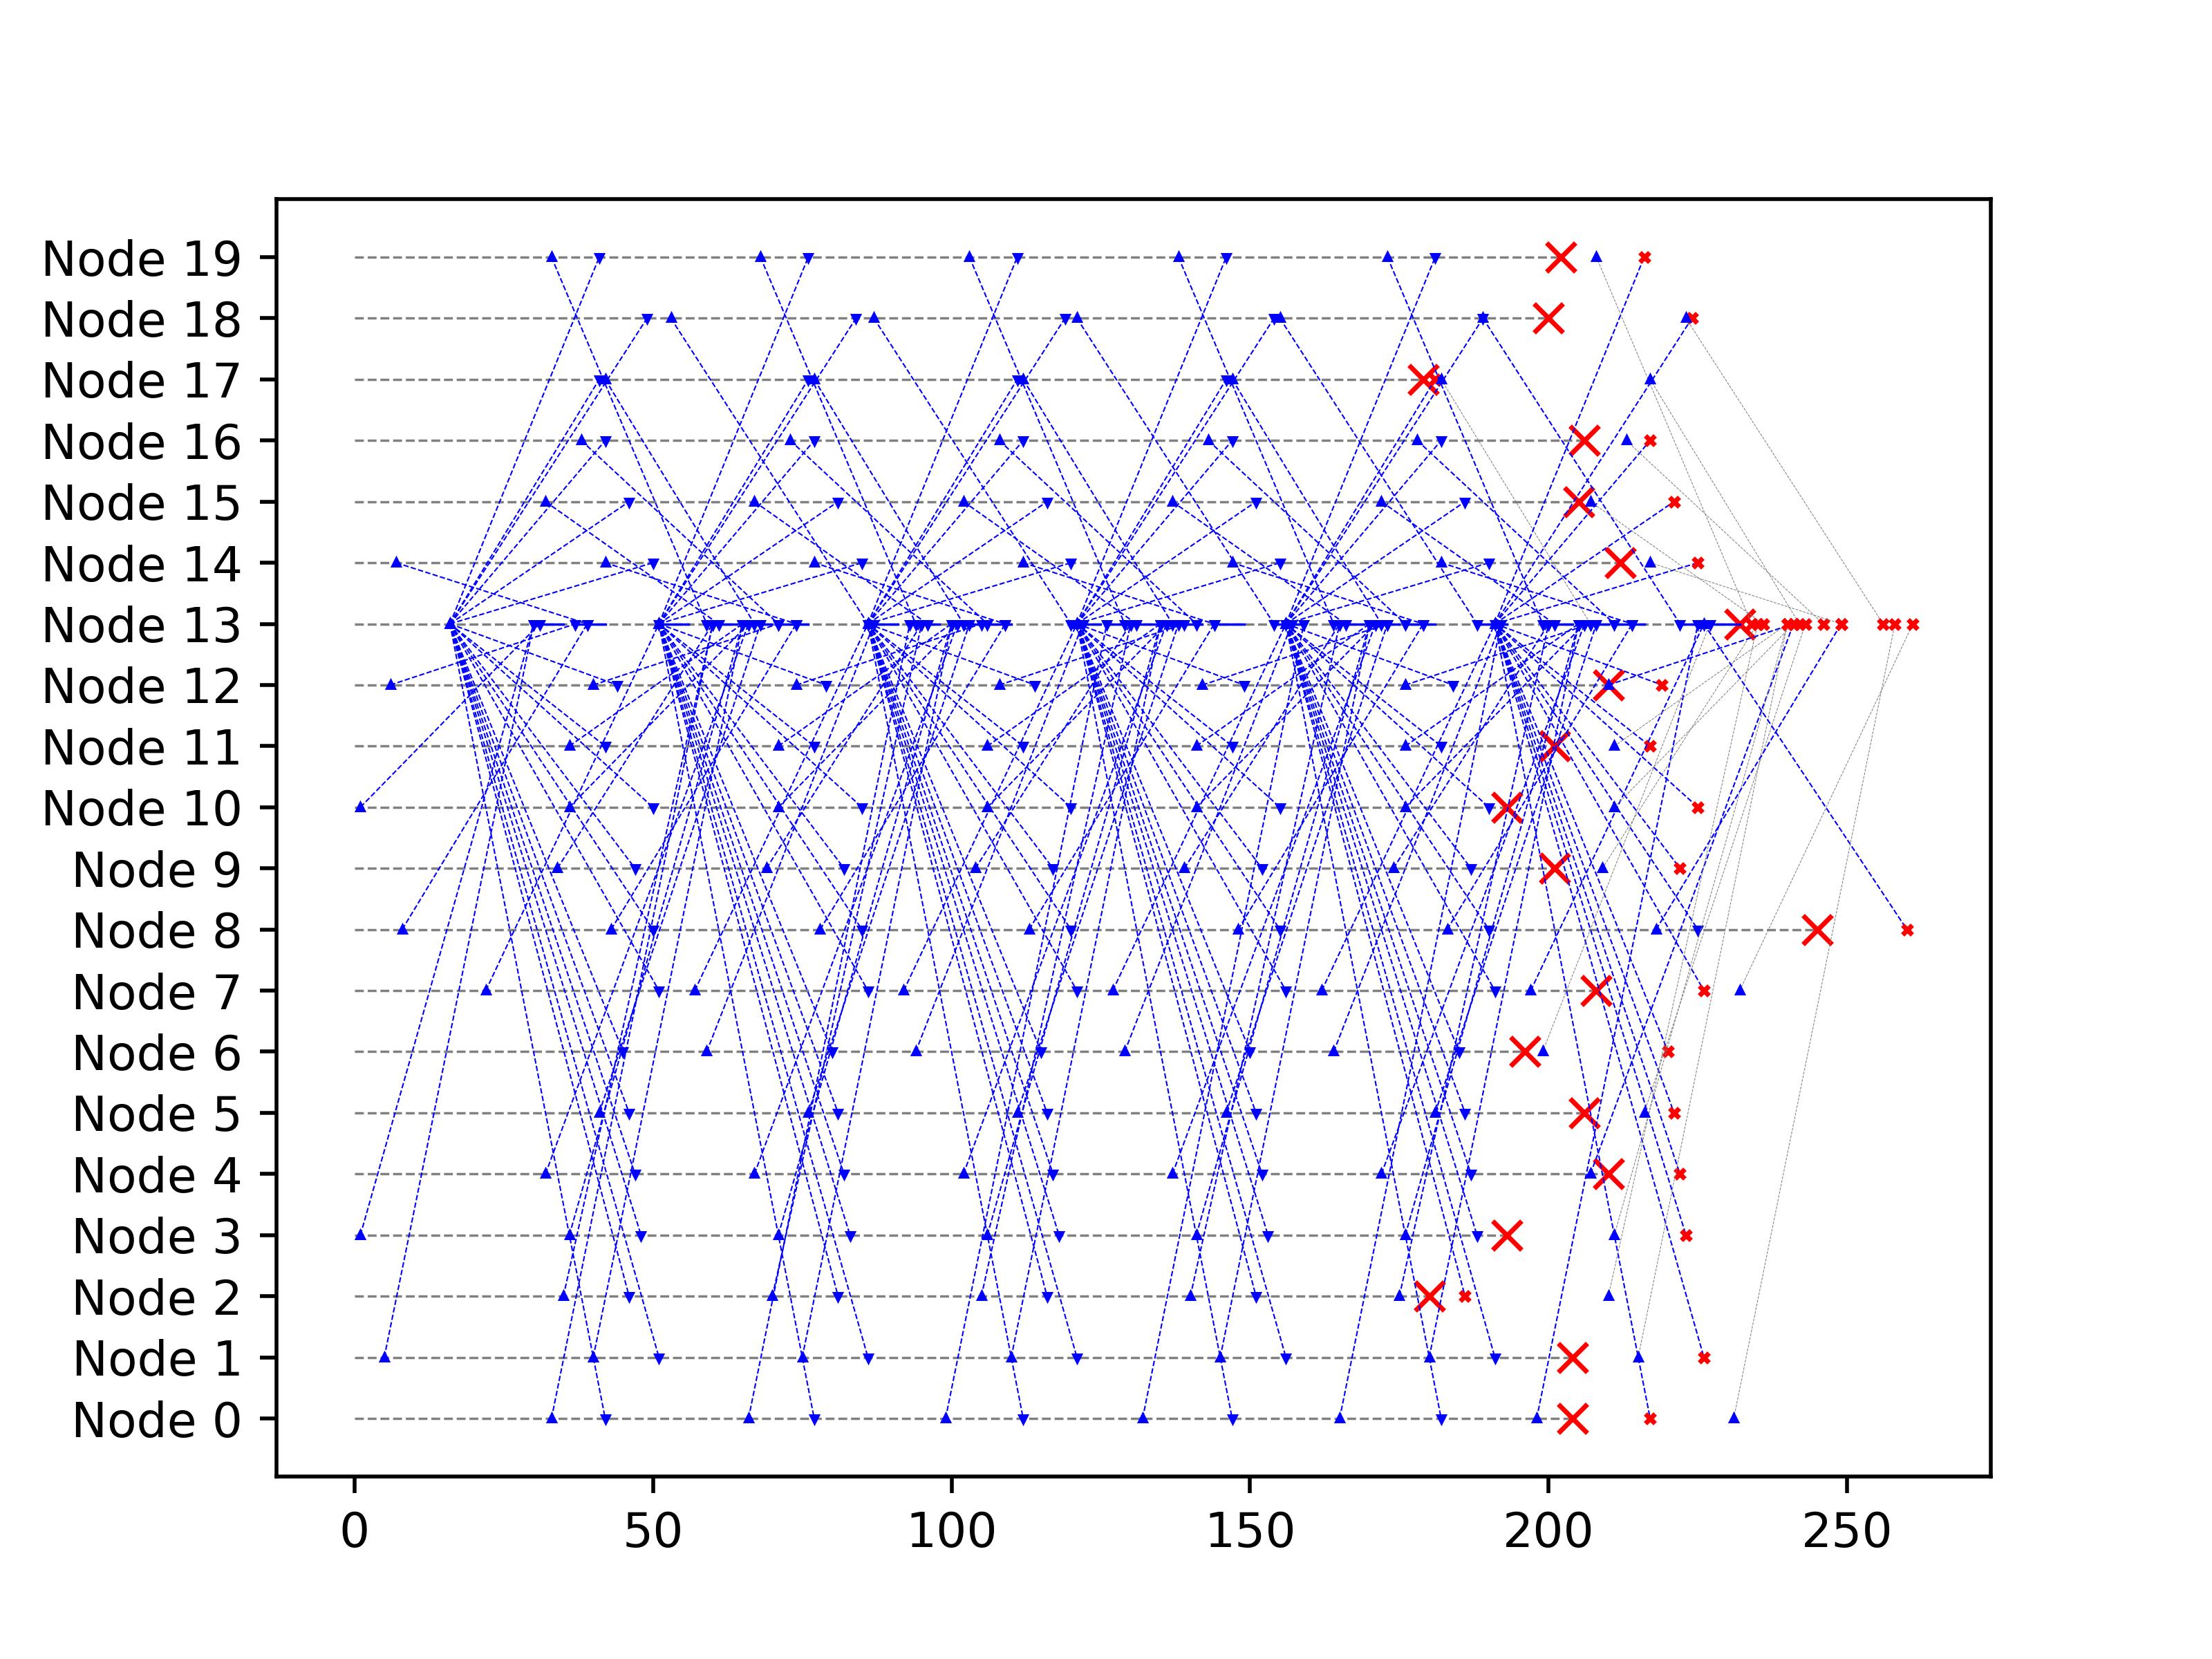 Node 19
Node 18
Node 17
Node 16
Node 15
Node 14
Node 13
Node 12
Node 11
Node 10
Node 9
Node 8
Node 7
Node 6
Node 5
Node 4
Node 3
Node 2
Node 1
Node 0
0 50 100 150 200 250